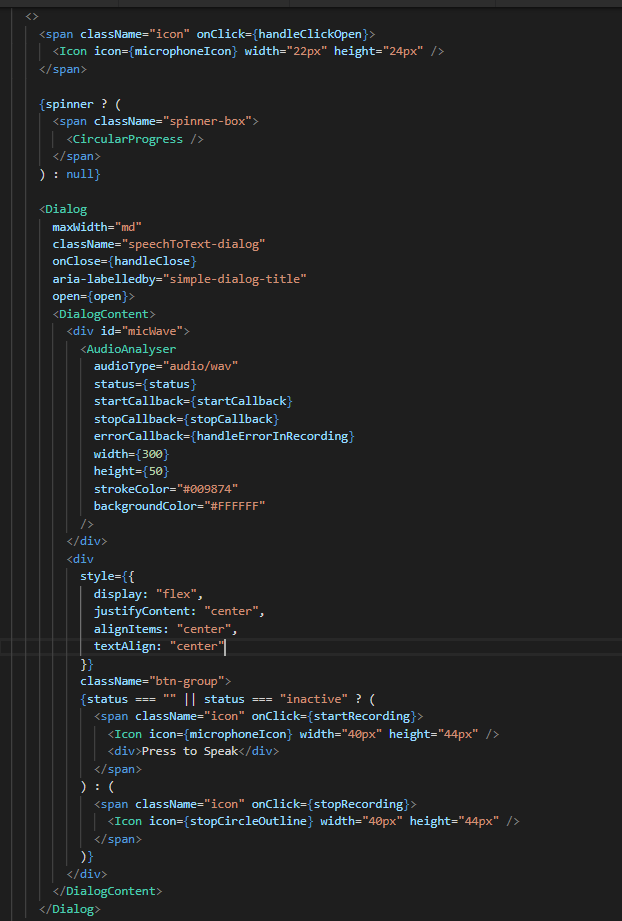 <>
<span className="icon" onClick={handleClickOpen}>
<Icon icon={microphoneIcon} width="22px" height="24px" />
</span>
{spinner ? (
<span className="spinner-box">
<CircularProgress />
</span>
) : null}
<Dialog
maxWidth="md"
className="speechToText-dialog"
onClose={handleClose}
aria-labelledby="simple-dialog-title"
open={open}>
<DialogContent>
<div id="micWave">
<AudioAnalyser
audioType="audio/wav"
status={status}
startCallback={startCallback}
stopCallback={stopCallback}
errorCallback={handleErrorInRecording}
width={300}
height={50}
strokeColor="#009874"
backgroundColor="#FFFFFF"
/>
</div>
<div
style={{
display: "flex",
justifyContent: "center",
alignItems: "center",
textAlign: "center"
}}
className="btn-group">
{status === "" || status === "inactive" ? (
<span className="icon" onClick={startRecording}>
<Icon icon={microphoneIcon} width="40px" height="44px" />
<div>Press to Speak</div>
</span>
) : (
<span className="icon" onClick={stopRecording}>
<Icon icon={stopCircleOutline} width="40px" height="44px" />
</span>
)}
</div>
</DialogContent>
</Dialog>